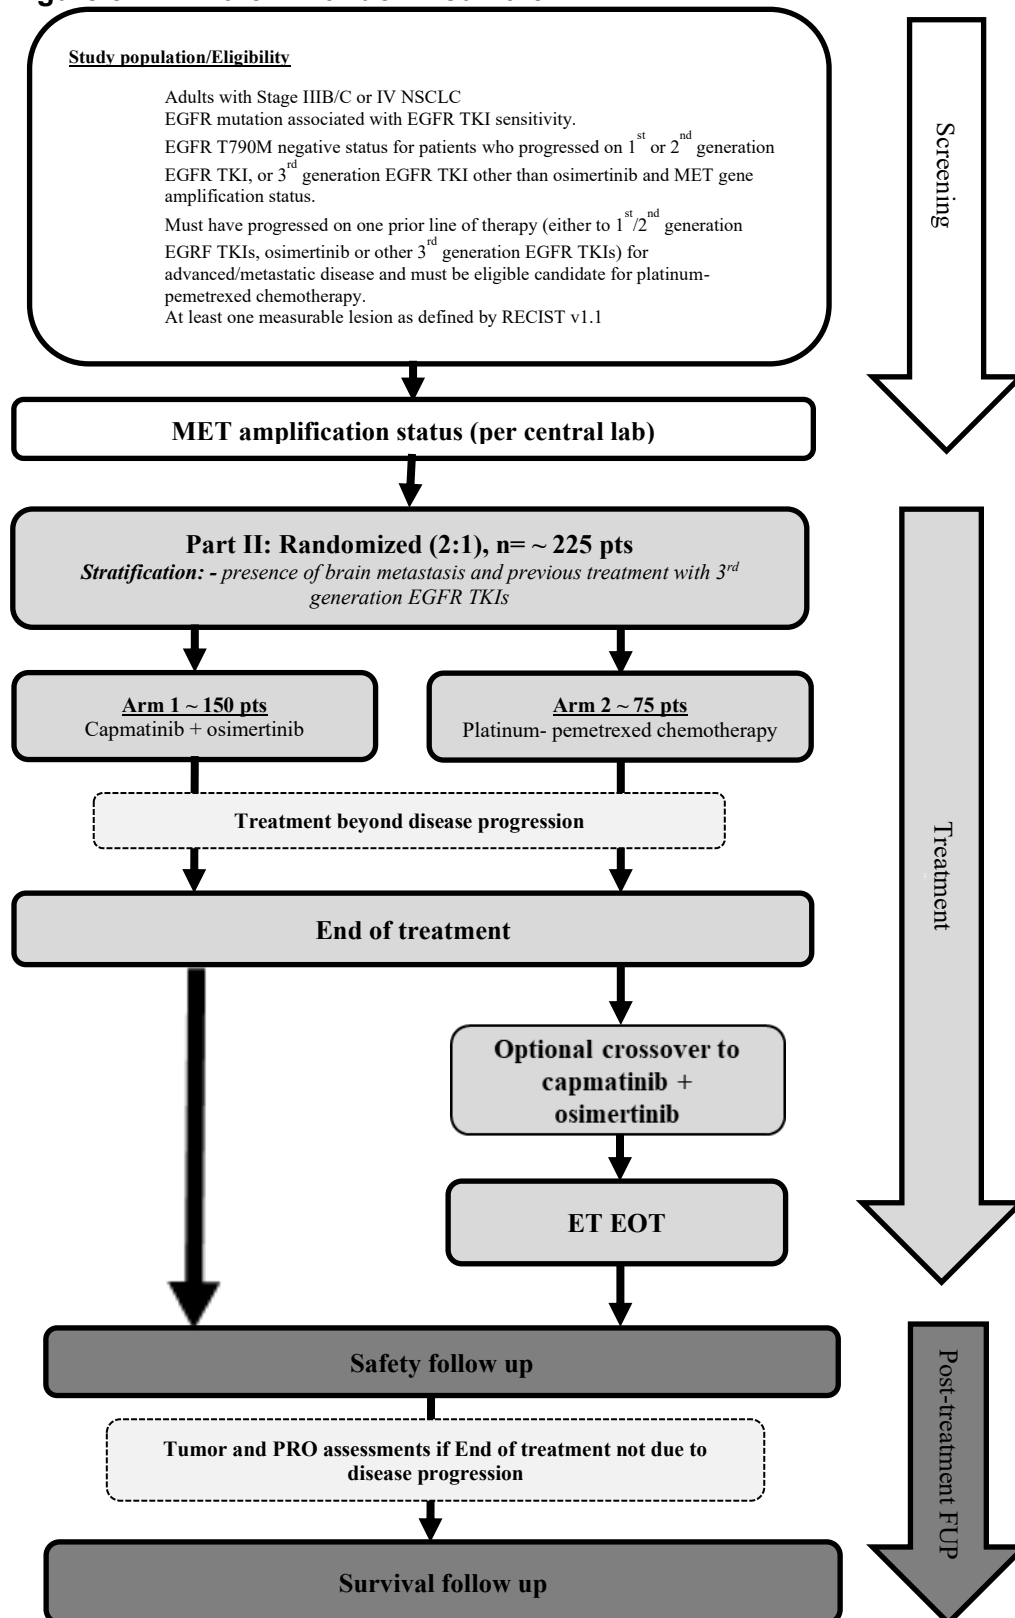 Study population/Eligibility
Adults with Stage IIIB/C or IV NSCLC
EGFR mutation associated with EGFR TKI sensitivity.
EGFR T790M negative status for patients who progressed on 1st or 2nd generation
EGFR TKI, or 3rd generation EGFR TKI other than osimertinib and MET gene
amplification status.
Must have progressed on one prior line of therapy (either to 1st/2nd generation
EGRF TKIs, osimertinib or other 3rd generation EGFR TKIs) for
advanced/metastatic disease and must be eligible candidate for platinum-
pemetrexed chemotherapy.
At least one measurable lesion as defined by RECIST v1.1
Screening
MET amplification status (per central lab)
Part II: Randomized (2:1), n= ~ 225 pts
Stratification: - presence of brain metastasis and previous treatment with 3rd
generation EGFR TKIs
Arm 1 ~ 150 pts
Capmatinib + osimertinib
Arm 2 ~ 75 pts
Platinum- pemetrexed chemotherapy
Treatment beyond disease progression
Treatment
End of treatment
Optional crossover to
capmatinib +
osimertinib
ET EOT
Safety follow up
Tumor and PRO assessments if End of treatment not due to
disease progression
Post-treatment FUP
Survival follow up